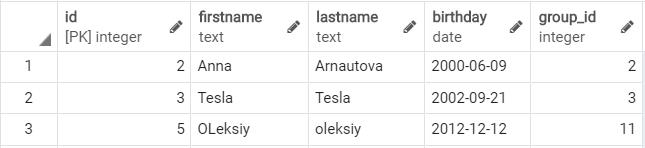 id firstname lastname birthday group_id
[PK] integer text text date integer
1 2 Anna Arnautova 2000-06-09 2
2 3 Tesla Tesla 2002-09-21 3
3 5 OLeksiy oleksiy 2012-12-12 11